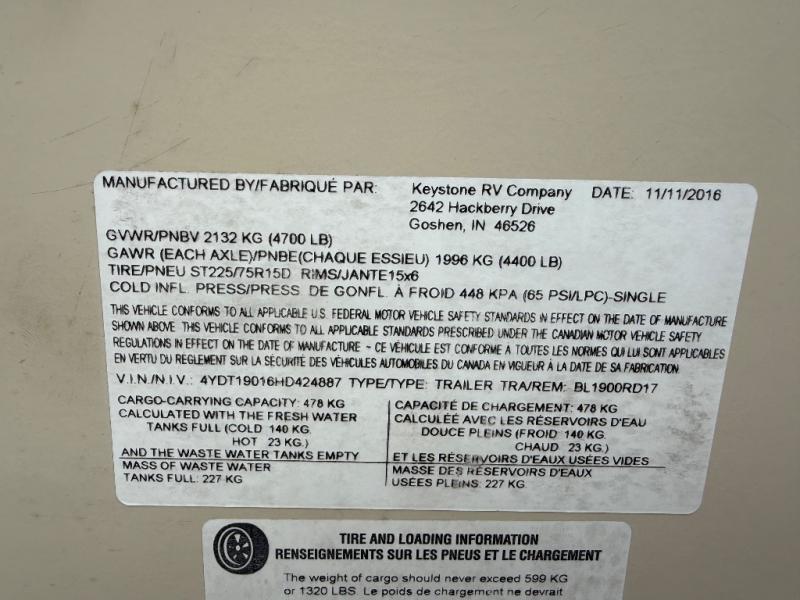 MANUFACTURED BY/FABRIQUÉ PAR: Keystone RV Company DATE: 11/11/2016
2642 Hackberry Drive
Goshen, IN 46526
GVWR/PNBV 2132 KG (4700 LB)
GAWR (EACH AXLE)/PNBE(CHAQUE ESSIEU) 1996 KG (4400 LB)
TIRE/PNEU ST225/75R15D RIMS/JANTE15x6
COLD INFL. PRESS/PRESS. DE GONFL. À FROID 448 KPA (65 PSI/LPC)-SINGLE
THIS VEHICLE CONFORMS TO ALL APPLICABLE U.S. FEDERAL MOTOR VEHICLE SAFETY STANDARDS IN EFFECT ON THE DATE OF MANUFACTURE
SHOWN ABOVE. THIS VEHICLE CONFORMS TO ALL APPLICABLE STANDARDS PRESCRIBED UNDER THE CANADIAN MOTOR VEHICLE SAFETY
REGULATIONS IN EFFECT ON THE DATE OF MANUFACTURE - CE VÉHICULE EST CONFORME A TOUTES LES NORMES QUI LUI SONT APPLICABLES
EN VERTU DU REGLEMENT SUR LA SÉCURITÉ DES VÉHICULES AUTOMOBILES DU CANADA EN VIGUEUR À LA DATE DE SA FABRICATION
V.I.N./N.I.V.: 4YDT19016HD424887 TYPE/TYPE: TRAILER TRA/REM: BL1900RD17
CARGO-CARRYING CAPACITY: 478 KG
CALCULATED WITH THE FRESH WATER
TANKS FULL (COLD 140 KG.
HOT 23 KG.)
AND THE WASTE WATER TANKS EMPTY
MASS OF WASTE WATER
TANKS FULL: 227 KG
CAPACITÉ DE CHARGEMENT: 478 KG
CALCULÉE AVEC LES RÉSERVOIRS D'EAU
DOUCE PLEINS (FROID: 140 KG.
CHAUD 23 KG.)
ET LES RÉSERVOIRS D'EAUX USÉES VIDES
MASSE DES RÉSERVOIRS D'EAUX
USÉES PLEINS: 227 KG
TIRE AND LOADING INFORMATION
RENSEIGNEMENTS SUR LES PNEUS ET LE CHARGEMENT
The weight of cargo should never exceed 599 KG
or 1320 LBS. Le poids de chargement ne devrait